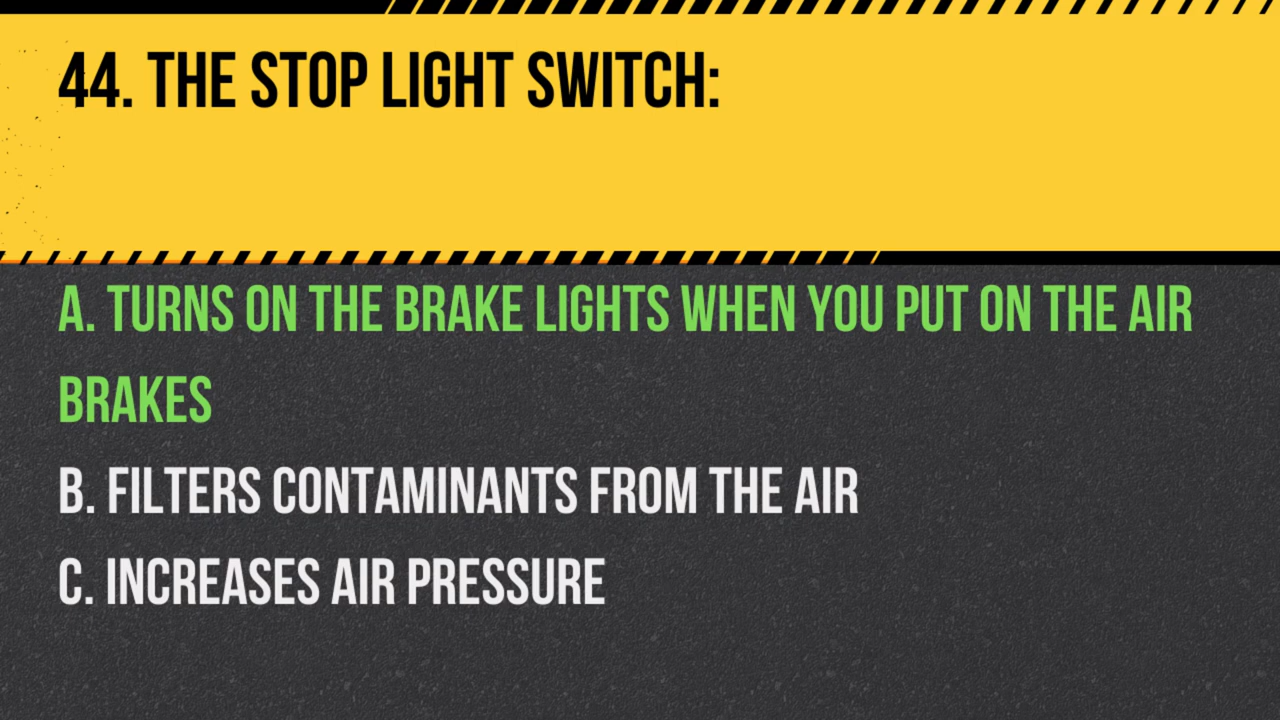 44. THE STOP LIGHT SWITCH:
A. TURNS ON THE BRAKE LIGHTS WHEN YOU PUT ON THE AIR
BRAKES
B. FILTERS CONTAMINANTS FROM THE AIR
C. INCREASES AIR PRESSURE